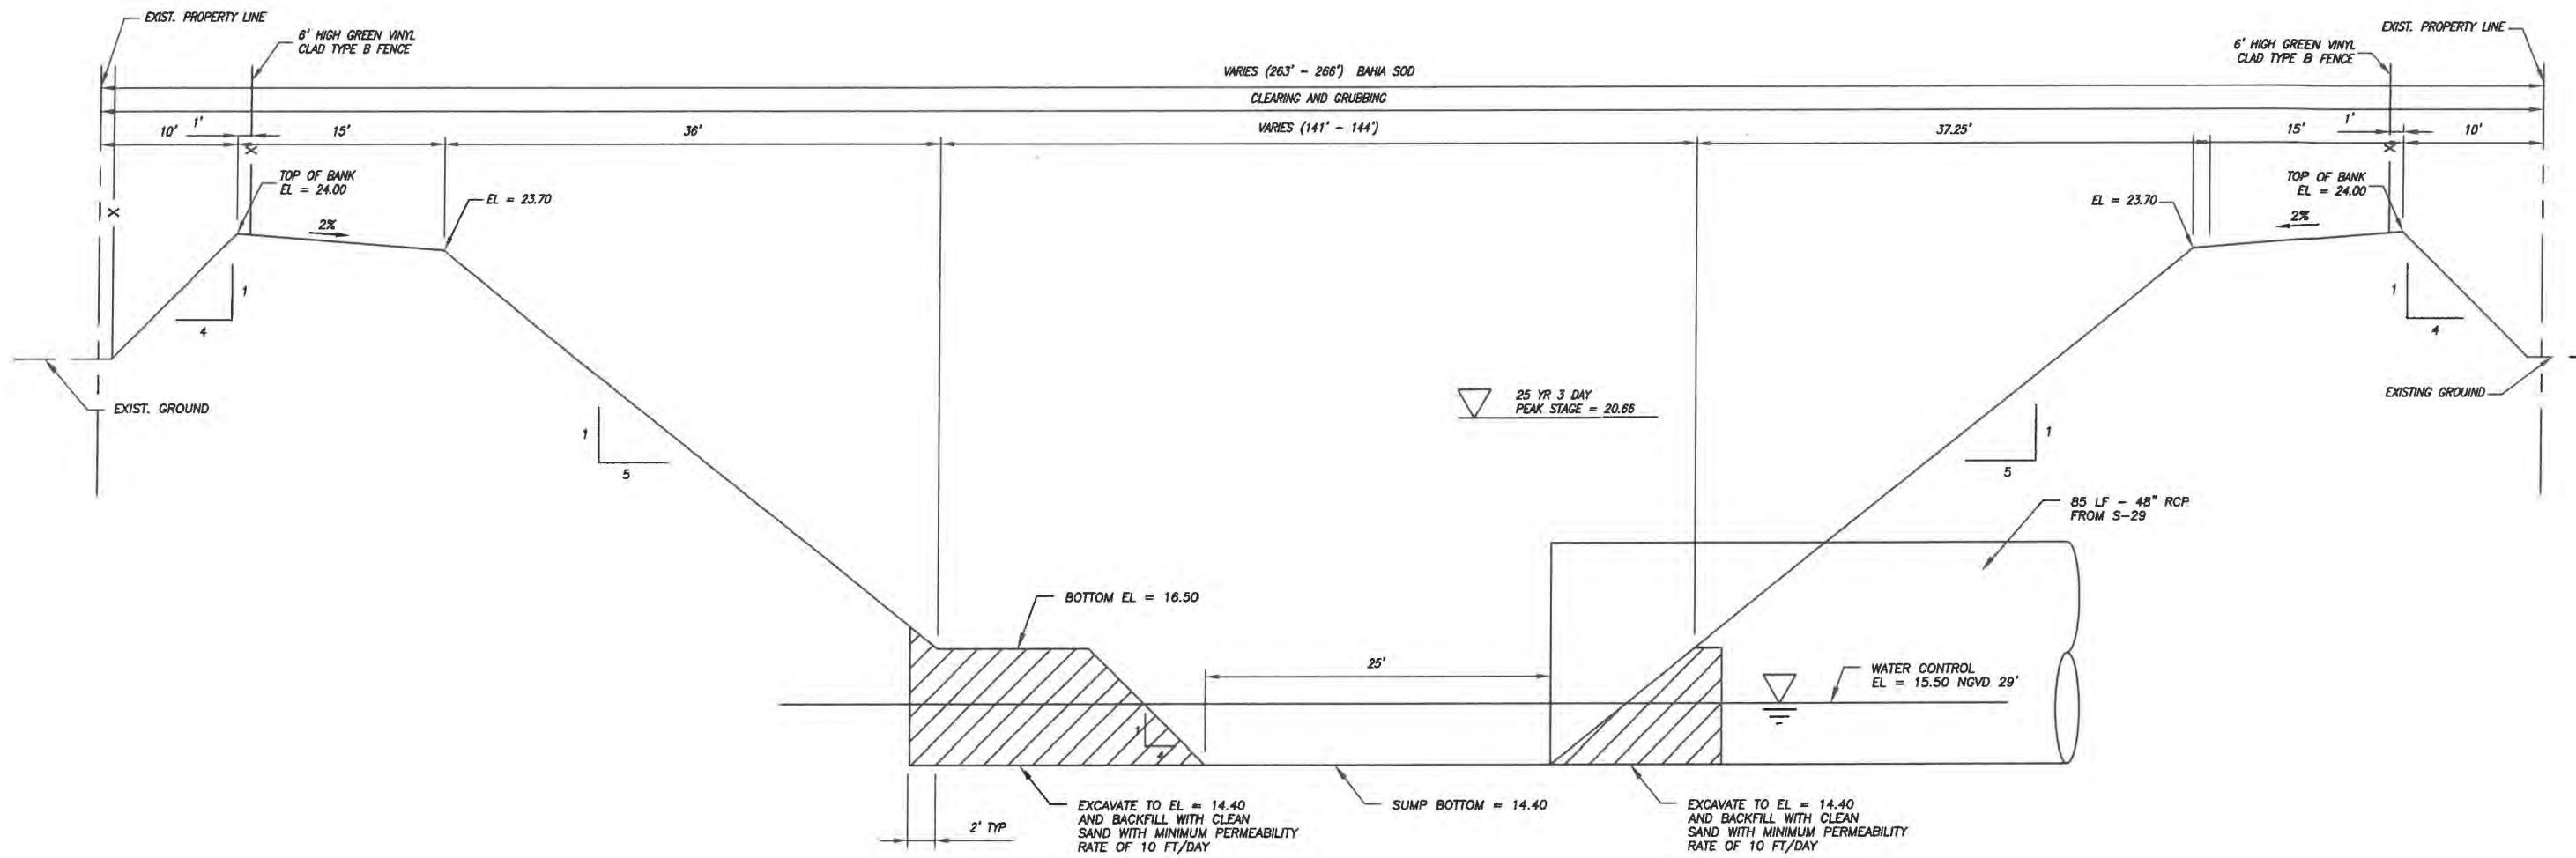 EXIST. PROPERTY LINE
6' HIGH GREEN VINYL
CLAD TYPE B FENCE
EXIST. PROPERTY LINE
6' HIGH GREEN VINYL
CLAD TYPE B FENCE
VARIES (263' - 266') BAHIA SOD
CLEARING AND GRUBBING
10'
1'
15'
36'
VARIES (141' - 144')
37.25'
15'
1'
10'
X
X
X
TOP OF BANK
EL = 24.00
EL = 23.70
2%
TOP OF BANK
EL = 24.00
EL = 23.70
2%
1
4
1
4
EXIST. GROUND
25 YR 3 DAY
PEAK STAGE = 20.66
EXISTING GROUIND
1
5
1
5
85 LF - 48" RCP
FROM S-29
BOTTOM EL = 16.50
25'
WATER CONTROL
EL = 15.50 NGVD 29'
1
4
2' TYP
EXCAVATE TO EL = 14.40
AND BACKFILL WITH CLEAN
SAND WITH MINIMUM PERMEABILITY
RATE OF 10 FT/DAY
SUMP BOTTOM = 14.40
EXCAVATE TO EL = 14.40
AND BACKFILL WITH CLEAN
SAND WITH MINIMUM PERMEABILITY
RATE OF 10 FT/DAY